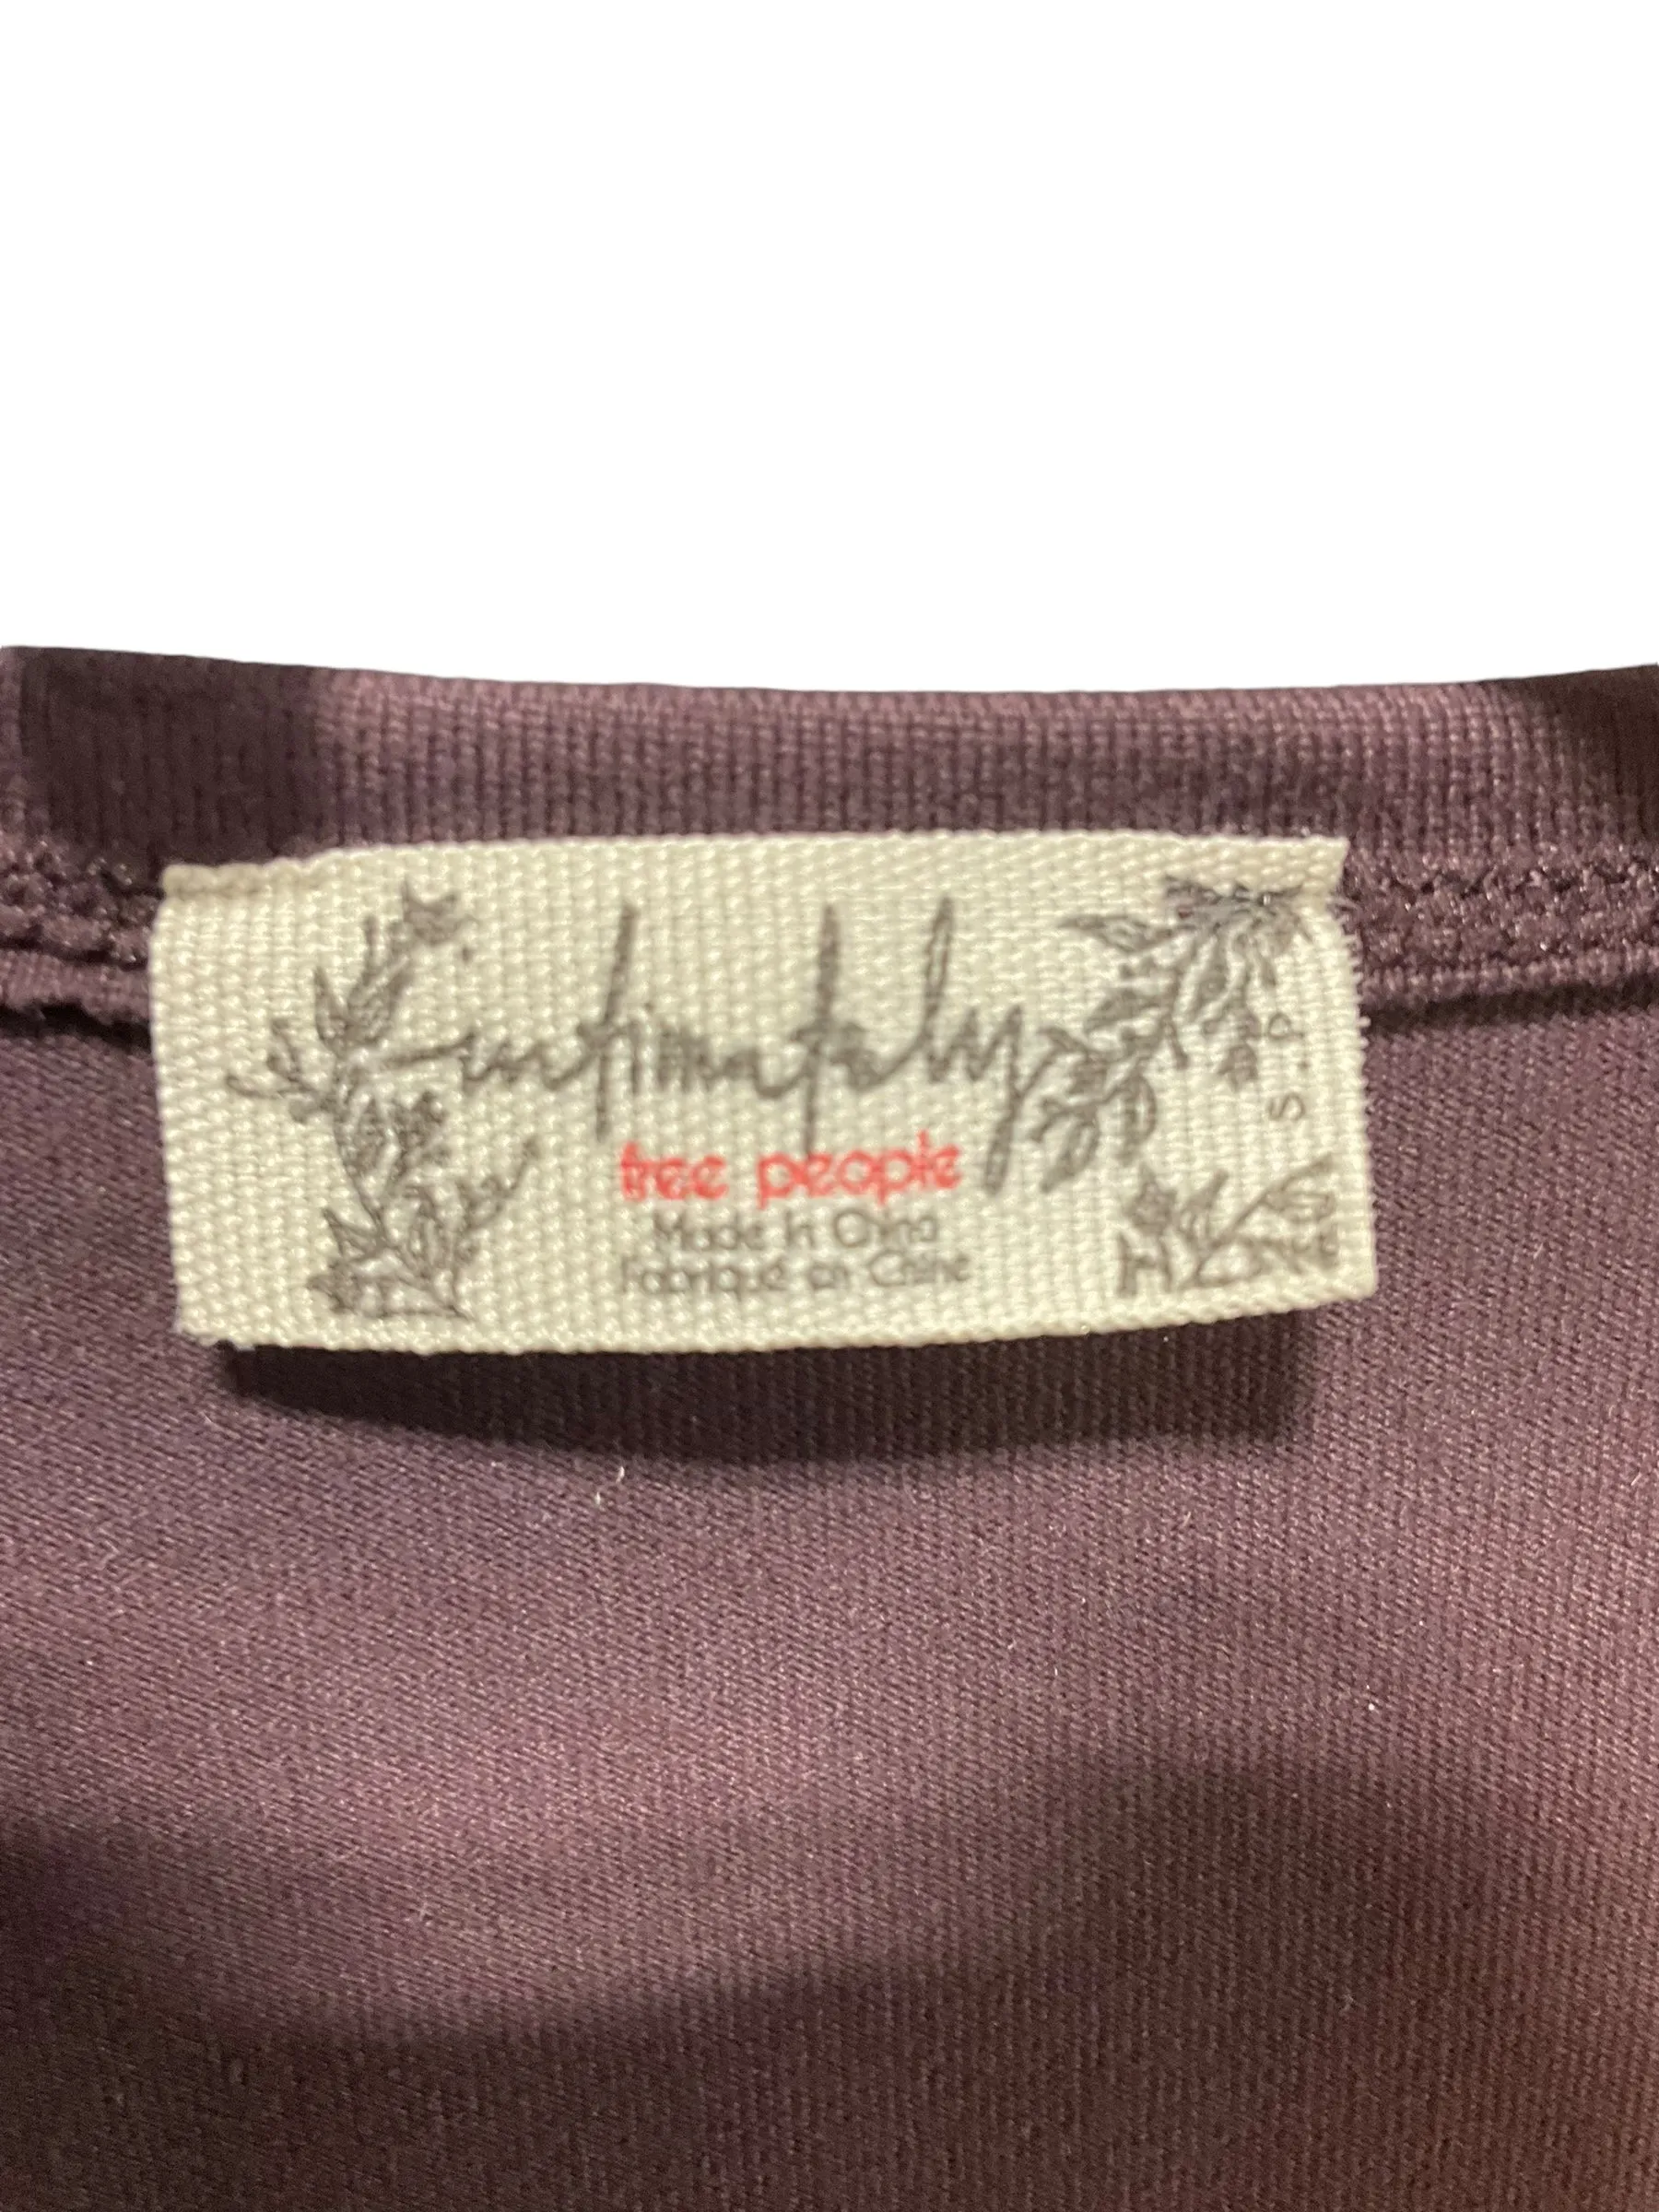 intimately
free people
Made in China
Fabriqué en Chine
S.P